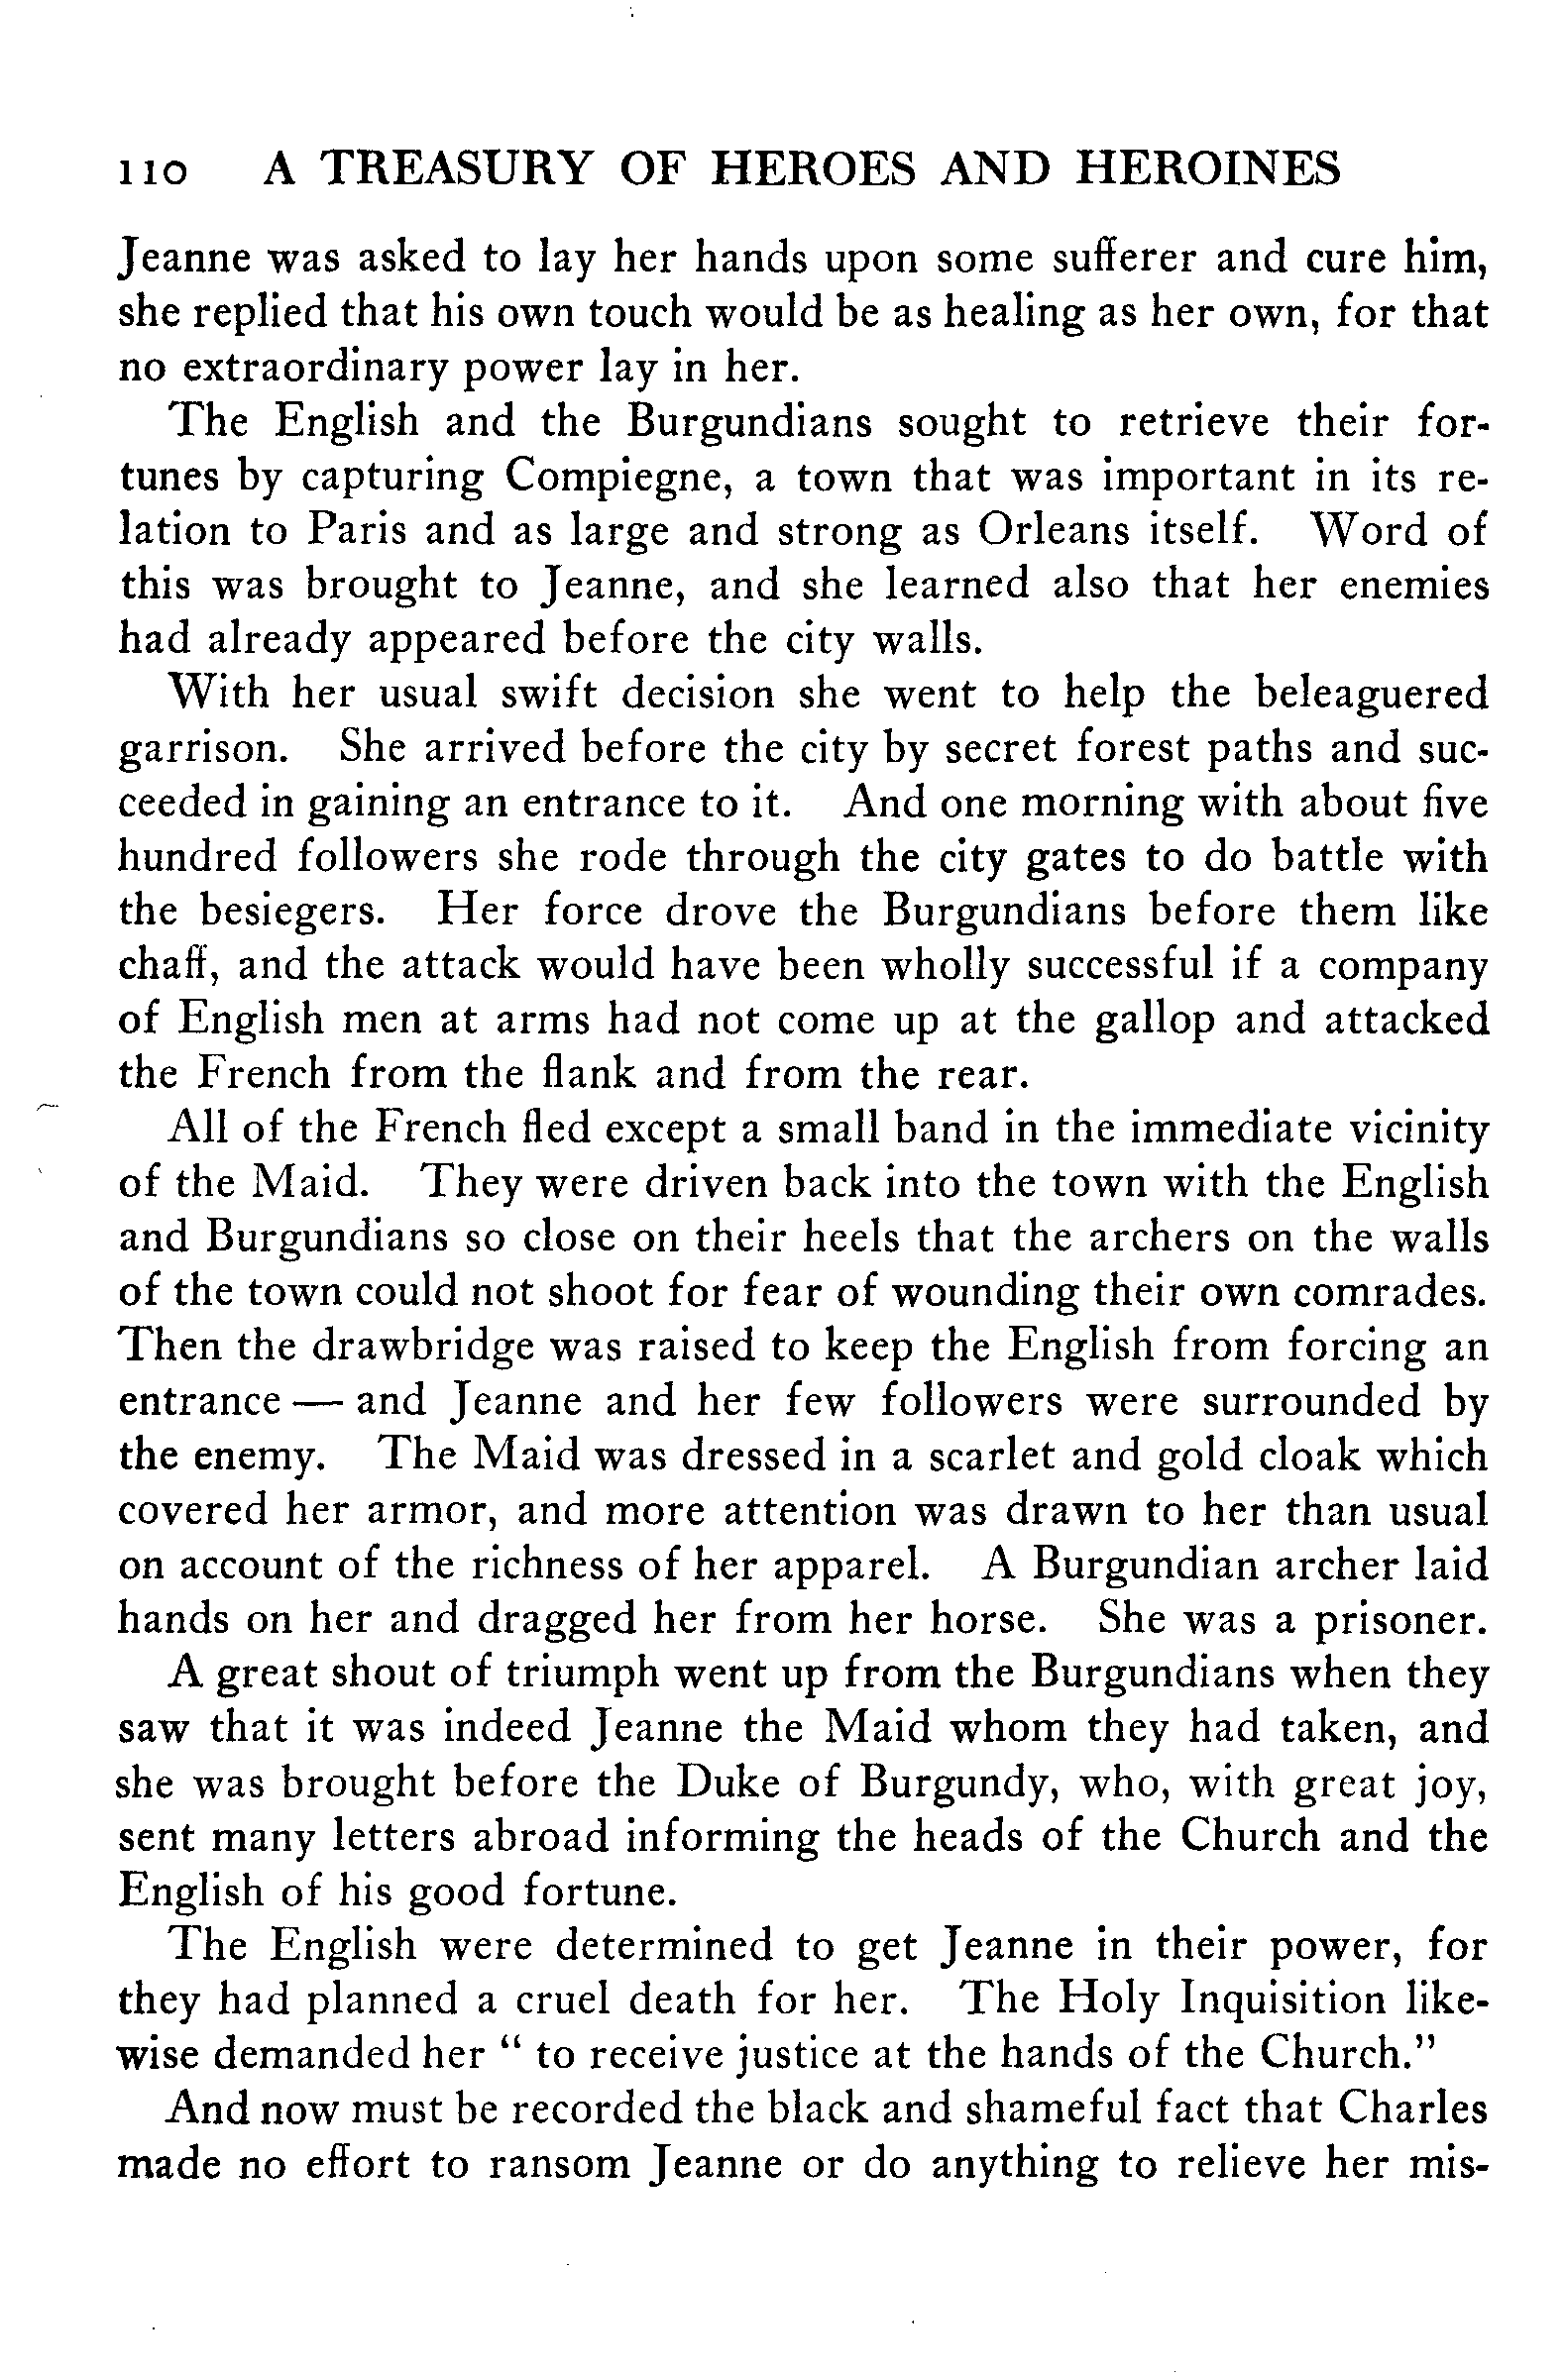 110 A TREASURY OF HEROES AND HEROINES
Jeanne was asked to lay her hands upon some sufferer and cure him,
she replied that his own touch would be as healing as her own, for that
no extraordinary power lay in her.
The English and the Burgundians sought to retrieve their for-
tunes by capturing Compiegne, a town that was important in its re-
lation to Paris and as large and strong as Orleans itself. Word of
this was brought to Jeanne, and she learned also that her enemies
had already appeared before the city walls.
With her usual swift decision she went to help the beleaguered
garrison. She arrived before the city by secret forest paths and suc-
ceeded in gaining an entrance to it. And one morning with about five
hundred followers she rode through the city gates to do battle with
the besiegers. Her force drove the Burgundians before them like
chaff, and the attack would have been wholly successful if a company
of English men at arms had not come up at the gallop and attacked
the French from the flank and from the rear.
All of the French fled except a small band in the immediate vicinity
of the Maid. They were driven back into the town with the English
and Burgundians so close on their heels that the archers on the walls
of the town could not shoot for fear of wounding their own comrades.
Then the drawbridge was raised to keep the English from forcing an
entrance — and Jeanne and her few followers were surrounded by
the enemy. The Maid was dressed in a scarlet and gold cloak which
covered her armor, and more attention was drawn to her than usual
on account of the richness of her apparel. A Burgundian archer laid
hands on her and dragged her from her horse. She was a prisoner.
A great shout of triumph went up from the Burgundians when they
saw that it was indeed Jeanne the Maid whom they had taken, and
she was brought before the Duke of Burgundy, who, with great joy,
sent many letters abroad informing the heads of the Church and the
English of his good fortune.
The English were determined to get Jeanne in their power, for
they had planned a cruel death for her. The Holy Inquisition like-
wise demanded her " to receive justice at the hands of the Church."
And now must be recorded the black and shameful fact that Charles
made no effort to ransom Jeanne or do anything to relieve her mis-